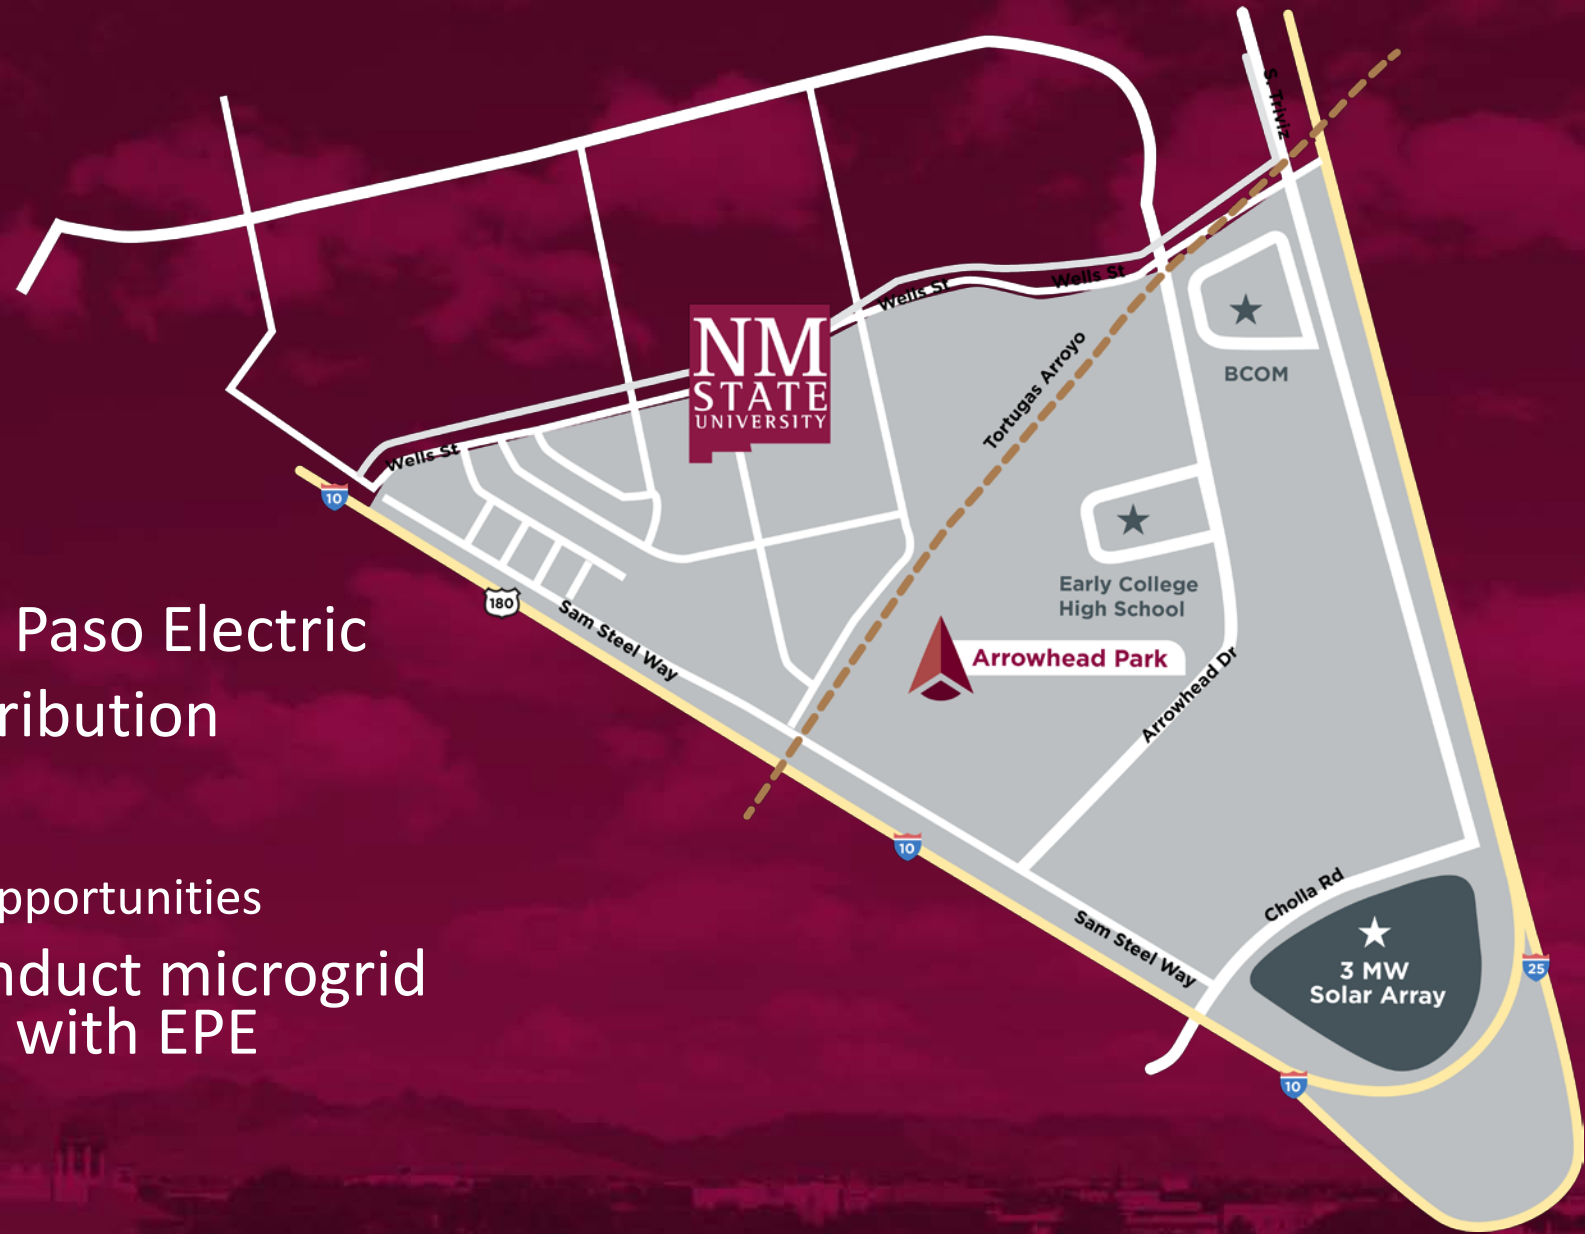 Paso Electric
ribution
pportunities
nduct microgrid
with EPE
S. Triviz
Wells St
Wells St
Wells St
NM
STATE
UNIVERSITY
Tortugas Arroyo
BCOM
10
180
Sam Steel Way
Early College
High School
Arrowhead Park
Arrowhead Dr
10
Cholla Rd
Sam Steel Way
3 MW
Solar Array
25
10